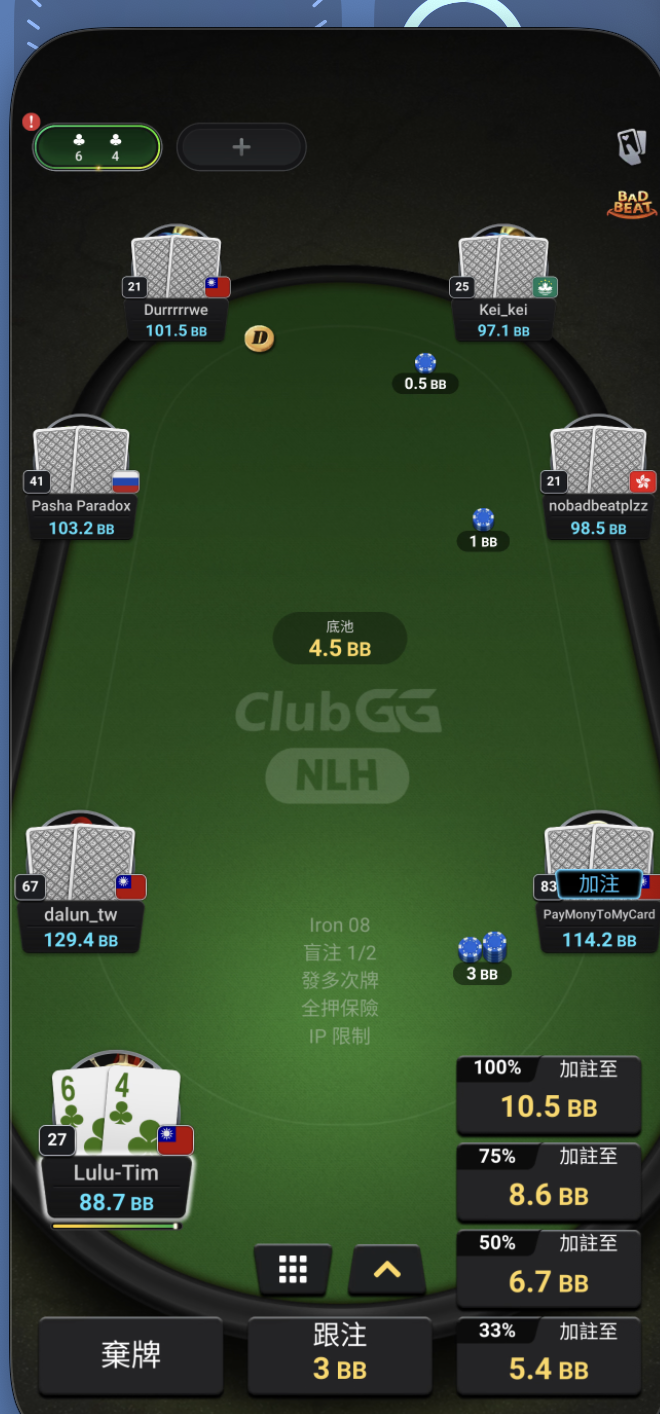 !
6 4
+
BAD
BEAT
21
Durrrrrwe
101.5 BB
25
Kei_kei
97.1 BB
D
0.5 BB
41
Pasha Paradox
103.2 BB
21
nobadbeatplzz
98.5 BB
1 BB
底池
4.5 BB
ClubGG
NLH
67
dalun_tw
129.4 BB
83
加注
PayMonyToMyCard
114.2 BB
3 BB
Iron 08
盲注 1/2
發多次牌
全押保險
IP 限制
6 4
27
Lulu-Tim
88.7 BB
100% 加註至
10.5 BB
75% 加註至
8.6 BB
50% 加註至
6.7 BB
33% 加註至
5.4 BB
棄牌
跟注
3 BB